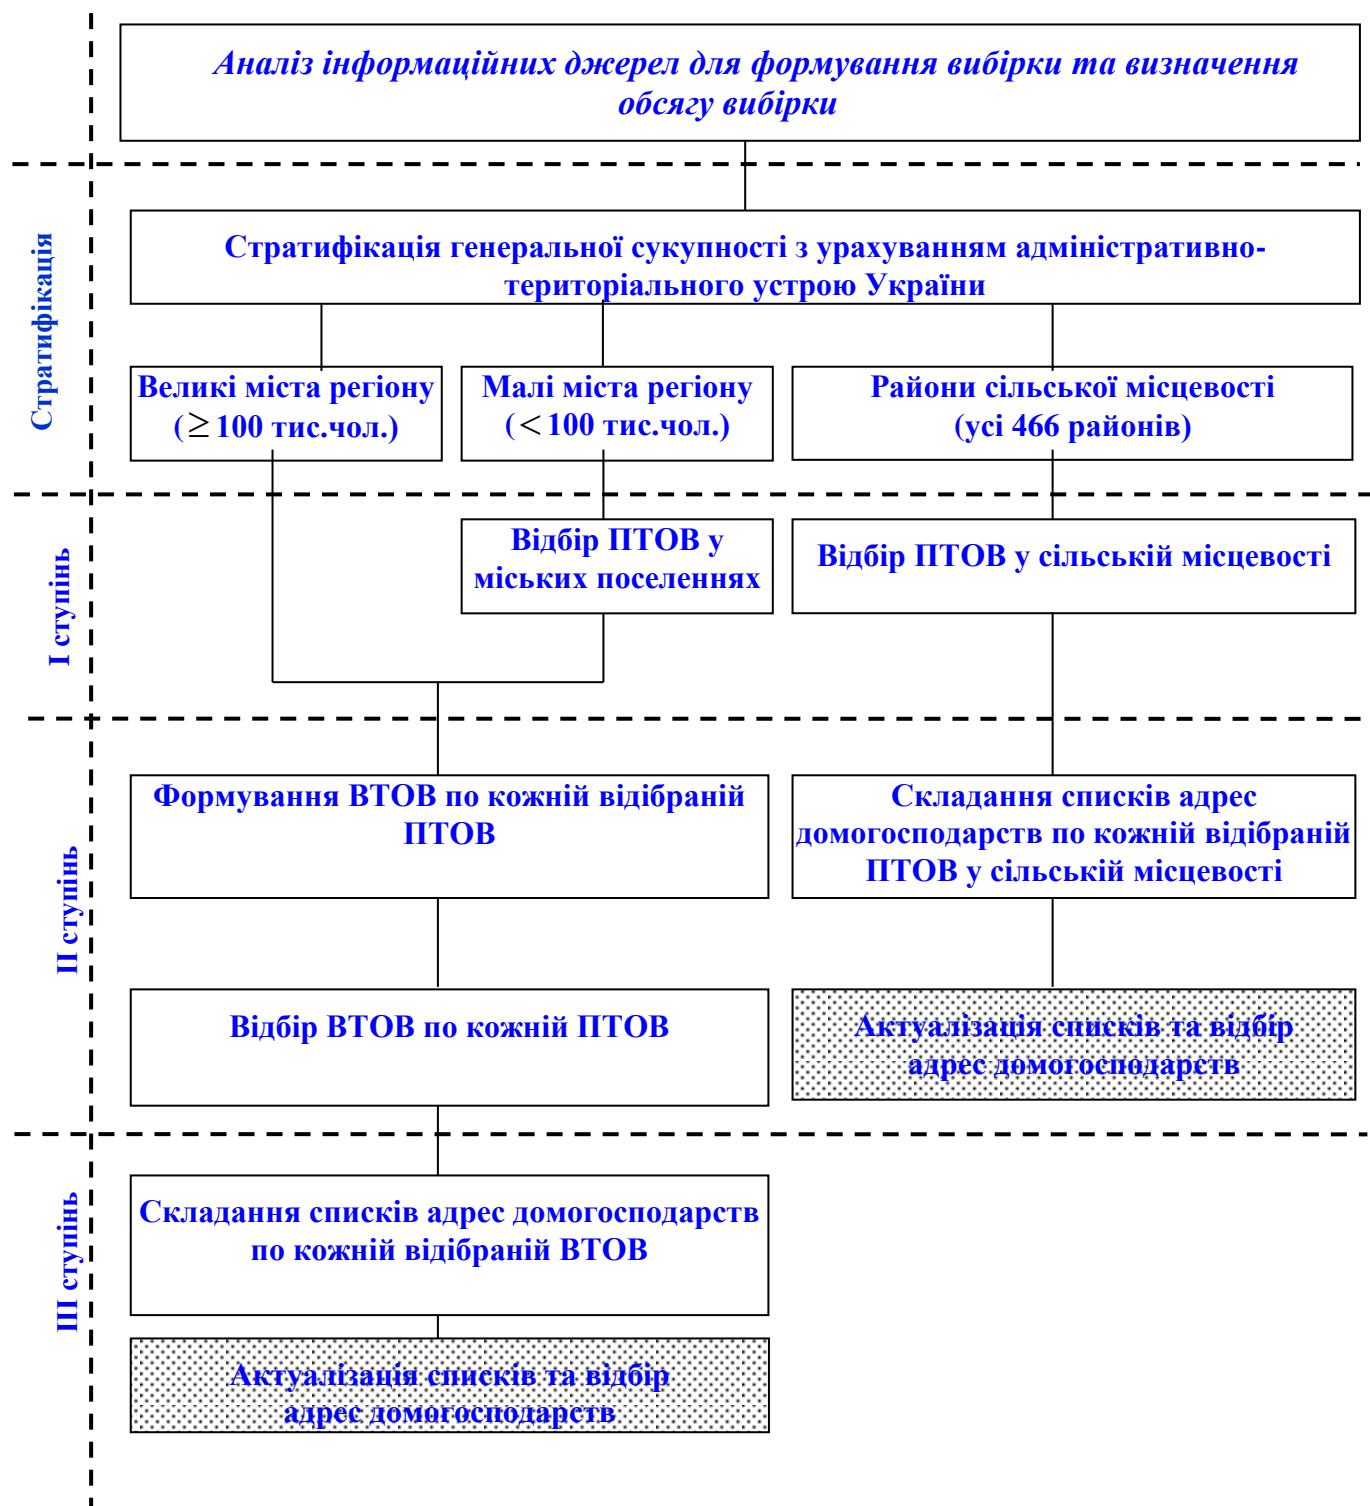 Аналіз інформаційних джерел для формування вибірки та визначення
обсягу вибірки
Стратифікація
Стратифікація генеральної сукупності з урахуванням адміністративно-
територіального устрою України
Великі міста регіону
(≥100 тис.чол.)
Малі міста регіону
(<100 тис.чол.)
Райони сільської місцевості
(усі 466 районів)
I ступінь
Відбір ПТОВ у
міських поселеннях
Відбір ПТОВ у сільській місцевості
II ступінь
Формування ВТОВ по кожній відібраній
ПТОВ
Складання списків адрес
домогосподарств по кожній відібраній
ПТОВ у сільській місцевості
Відбір ВТОВ по кожній ПТОВ
Актуалізація списків та відбір
адрес домогосподарств
III ступінь
Складання списків адрес домогосподарств
по кожній відібраній ВТОВ
Актуалізація списків та відбір
адрес домогосподарств